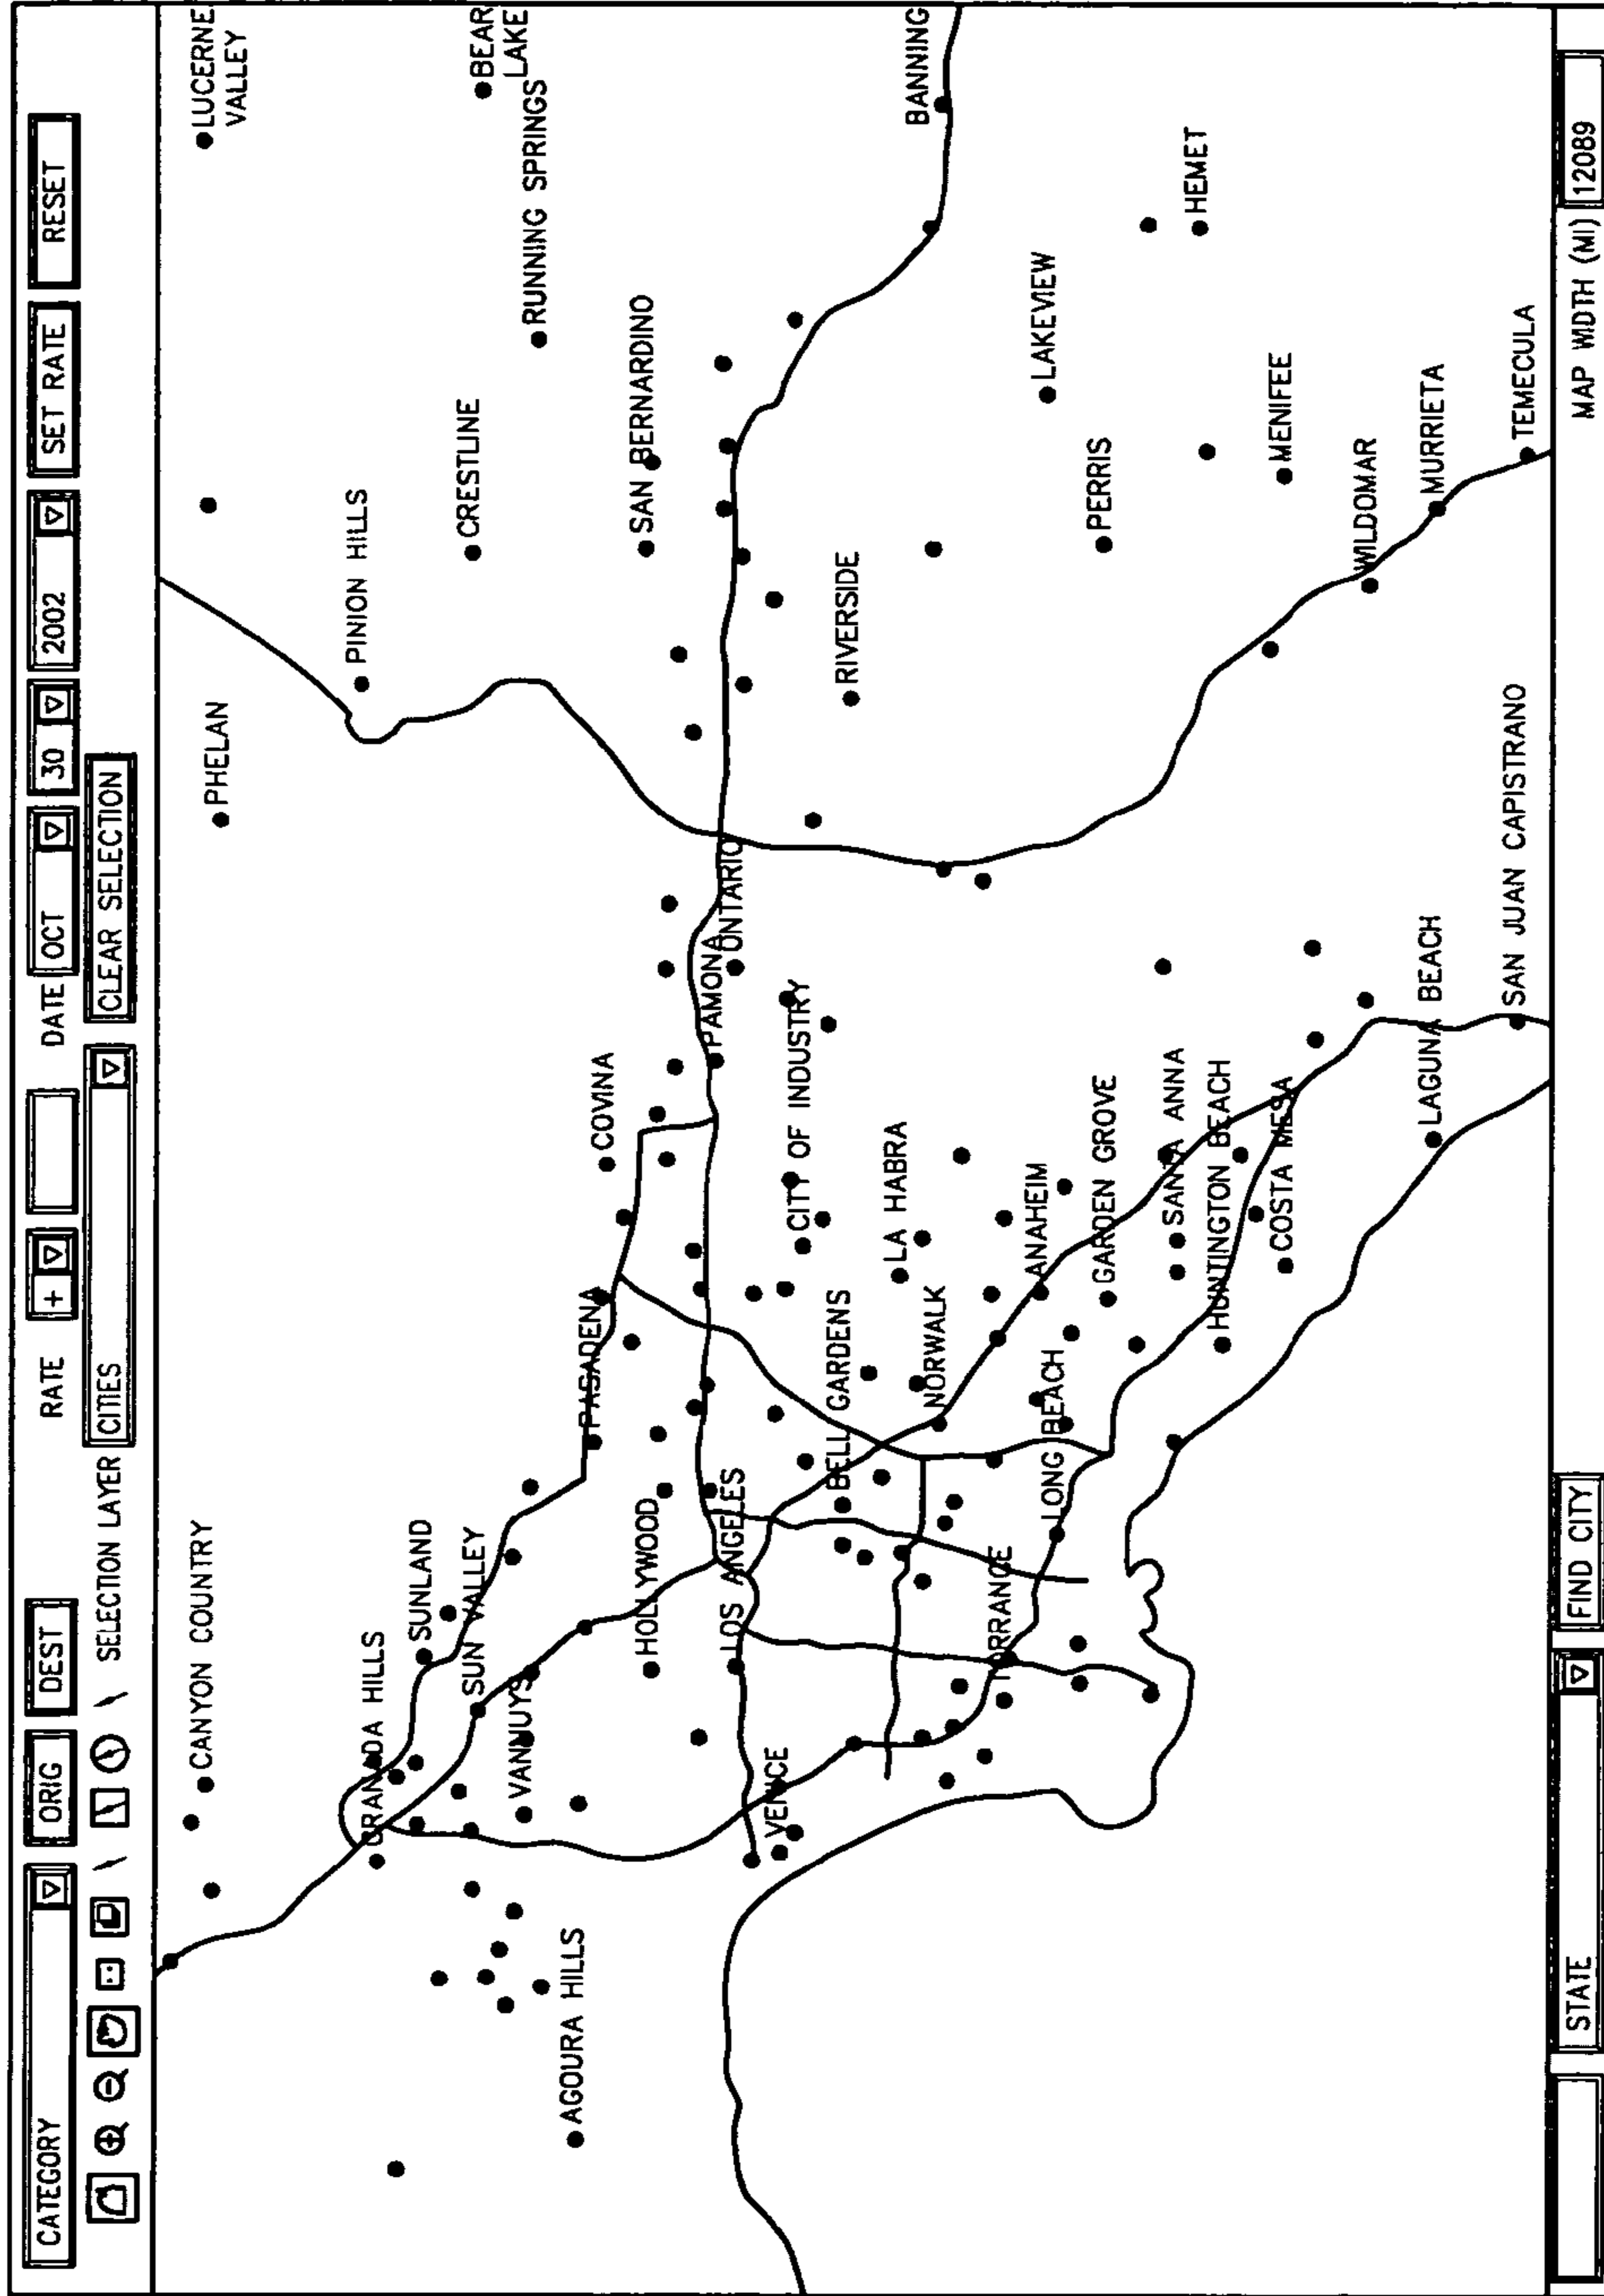 CATEGORY
ORIG
DEST
RATE
+
DATE
OCT
30
2002
SET RATE
RESET
SELECTION LAYER
CITIES
CLEAR SELECTION
CANYON COUNTRY
PHELAN
LUCERNE
VALLEY
PINION HILLS
GRANADA HILLS
SUNLAND
SUN VALLEY
CRESTLINE
BEAR
LAKE
RUNNING SPRINGS
VANNUYS
AGOURA HILLS
PASADENA
COVINA
HOLLYWOOD
SAN BERNARDINO
LOS ANGELES
PAMONA
ONTARIO
VENICE
CITY OF INDUSTRY
BELL GARDENS
RIVERSIDE
LA HABRA
BANNING
NORWALK
TORRANCE
ANAHEIM
LAKEVIEW
LONG BEACH
GARDEN GROVE
PERRIS
SANTA ANNA
HEMET
HUNTINGTON BEACH
COSTA MESA
MENIFEE
WILDOMAR
LAGUNA BEACH
MURRIETA
SAN JUAN CAPISTRANO
TEMECULA
STATE
FIND CITY
MAP WIDTH (MI)
12089